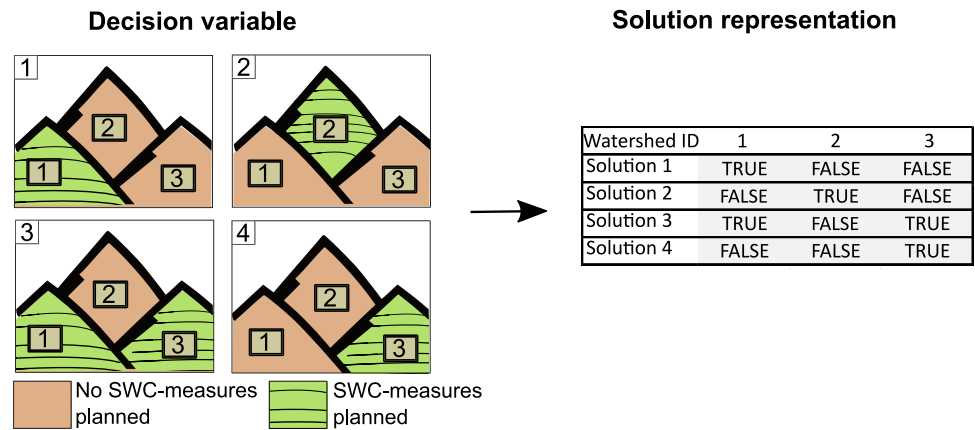 Decision variable
Solution representation
1
2
1
3
2
2
1
3
3
2
1
3
4
2
1
3
No SWC-measures
planned
SWC-measures
planned
Watershed ID 1 2 3
Solution 1 TRUE FALSE FALSE
Solution 2 FALSE TRUE FALSE
Solution 3 TRUE FALSE TRUE
Solution 4 FALSE FALSE TRUE